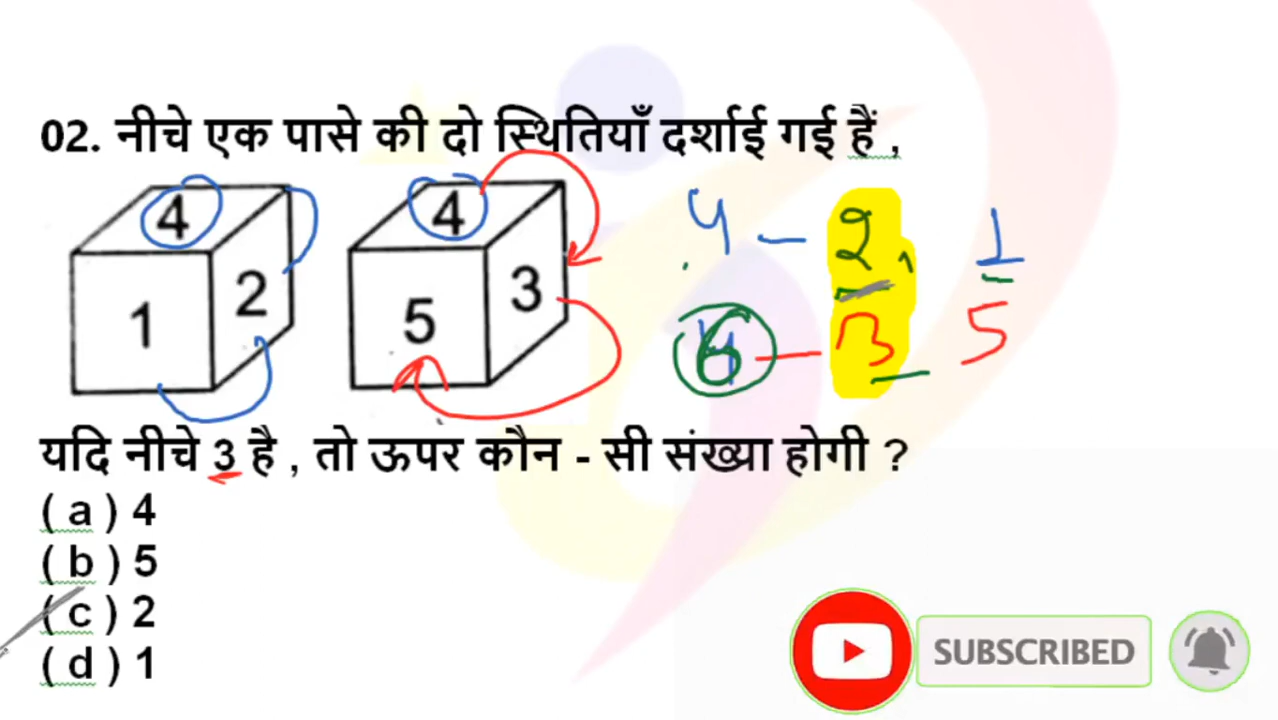 02. नीचे एक पासे की दो स्थितियाँ दर्शाई गई हैं ,
4 4
1 2 5 3
4 - 2, 1
6 - 3 5
यदि नीचे 3 है , तो ऊपर कौन - सी संख्या होगी ?
( a ) 4
( b ) 5
( c ) 2
( d ) 1
SUBSCRIBED